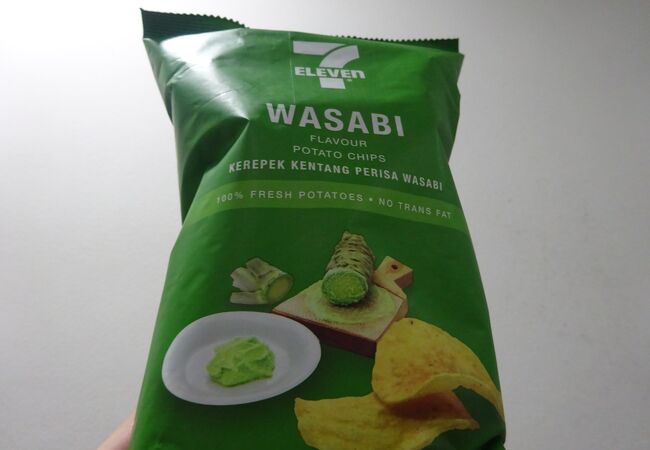 7
ELEVEn
WASABI
FLAVOUR
POTATO CHIPS
KEREPEK KENTANG PERISA WASABI
100% FRESH POTATOES • NO TRANS FAT